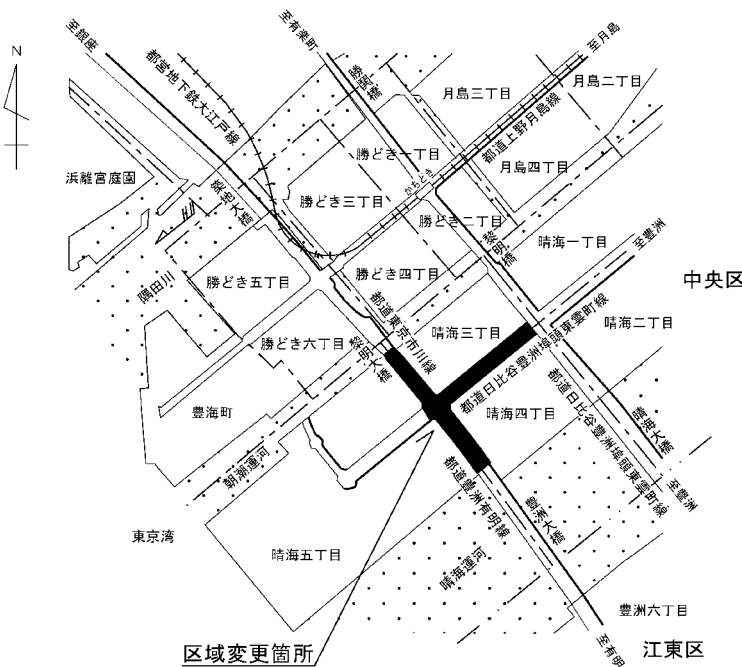 至銀座
至有楽町
至月島
N
都営地下鉄大江戸線
勝鬨橋
月島三丁目
月島二丁目
都道上野月島線
勝どき一丁目
月島四丁目
浜離宮庭園
築地大橋
かちどき
勝どき三丁目
勝どき二丁目
黎明橋
晴海一丁目
至豊洲
隅田川
勝どき五丁目
勝どき四丁目
中央区
都道東京市川線
晴海三丁目
都道日比谷豊洲埠頭東雲町線
晴海二丁目
勝どき六丁目
黎明大橋
豊海町
晴海四丁目
都道日比谷豊洲埠頭東雲町線
晴海大橋
朝潮運河
至豊洲
都道豊洲有明線
豊洲大橋
東京湾
晴海五丁目
晴海運河
豊洲六丁目
至有明
江東区
区域変更箇所